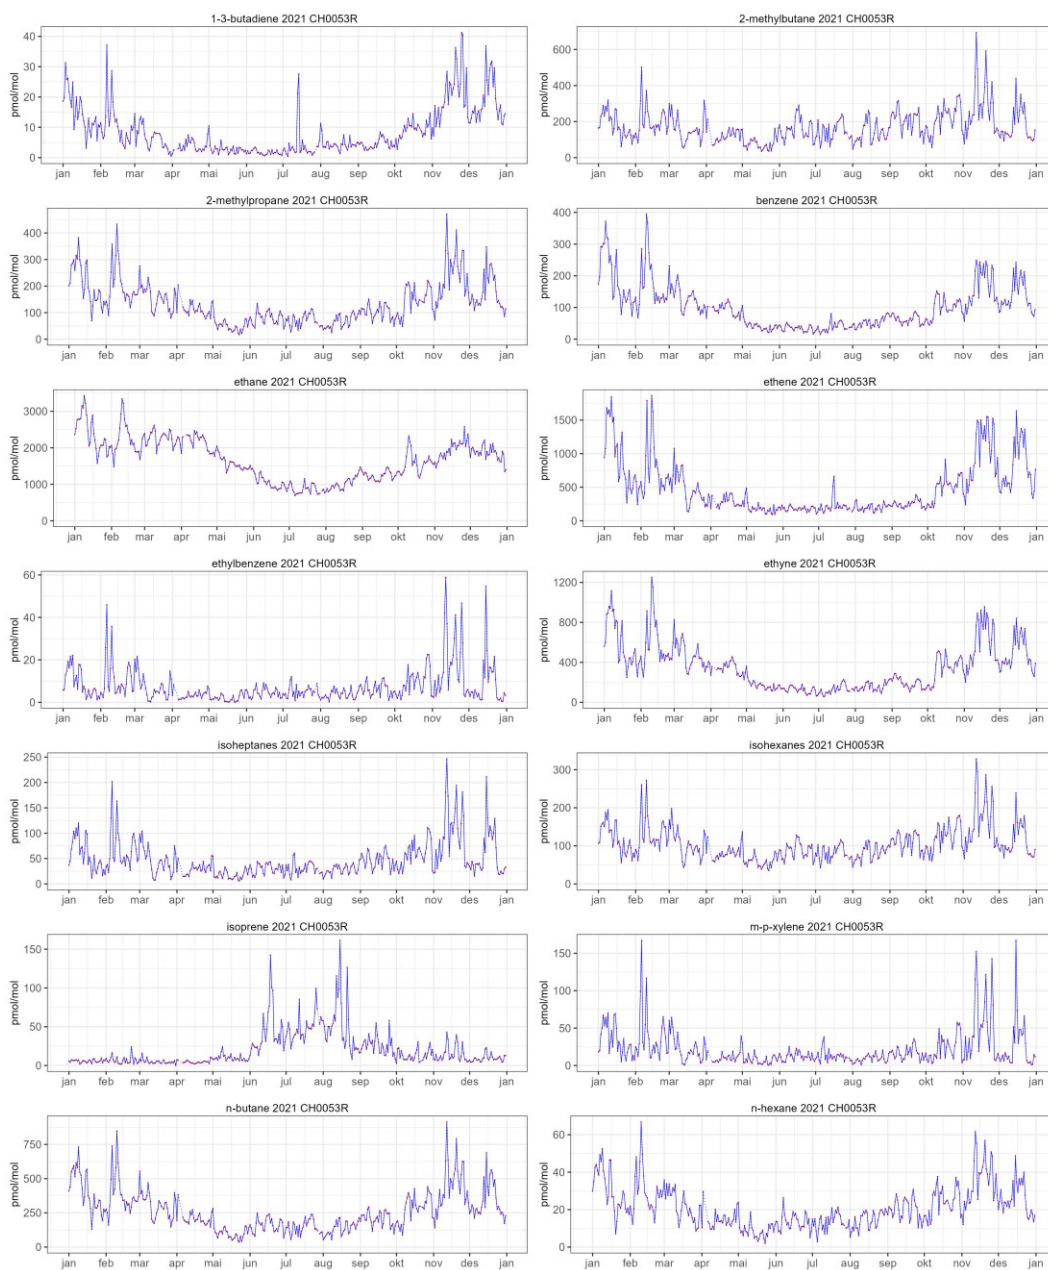 1-3-butadiene 2021 CH0053R
pmol/mol
40
30
20
10
0
jan feb mar apr mai jun jul aug sep okt nov des jan
2-methylbutane 2021 CH0053R
pmol/mol
600
400
200
0
jan feb mar apr mai jun jul aug sep okt nov des jan
2-methylpropane 2021 CH0053R
pmol/mol
400
300
200
100
0
jan feb mar apr mai jun jul aug sep okt nov des jan
benzene 2021 CH0053R
pmol/mol
400
300
200
100
0
jan feb mar apr mai jun jul aug sep okt nov des jan
ethane 2021 CH0053R
pmol/mol
3000
2000
1000
0
jan feb mar apr mai jun jul aug sep okt nov des jan
ethene 2021 CH0053R
pmol/mol
1500
1000
500
0
jan feb mar apr mai jun jul aug sep okt nov des jan
ethylbenzene 2021 CH0053R
pmol/mol
60
40
20
0
jan feb mar apr mai jun jul aug sep okt nov des jan
ethyne 2021 CH0053R
pmol/mol
1200
800
400
0
jan feb mar apr mai jun jul aug sep okt nov des jan
isoheptanes 2021 CH0053R
pmol/mol
250
200
150
100
50
0
jan feb mar apr mai jun jul aug sep okt nov des jan
isohexanes 2021 CH0053R
pmol/mol
300
200
100
0
jan feb mar apr mai jun jul aug sep okt nov des jan
isoprene 2021 CH0053R
pmol/mol
150
100
50
0
jan feb mar apr mai jun jul aug sep okt nov des jan
m-p-xylene 2021 CH0053R
pmol/mol
150
100
50
0
jan feb mar apr mai jun jul aug sep okt nov des jan
n-butane 2021 CH0053R
pmol/mol
750
500
250
0
jan feb mar apr mai jun jul aug sep okt nov des jan
n-hexane 2021 CH0053R
pmol/mol
60
40
20
0
jan feb mar apr mai jun jul aug sep okt nov des jan